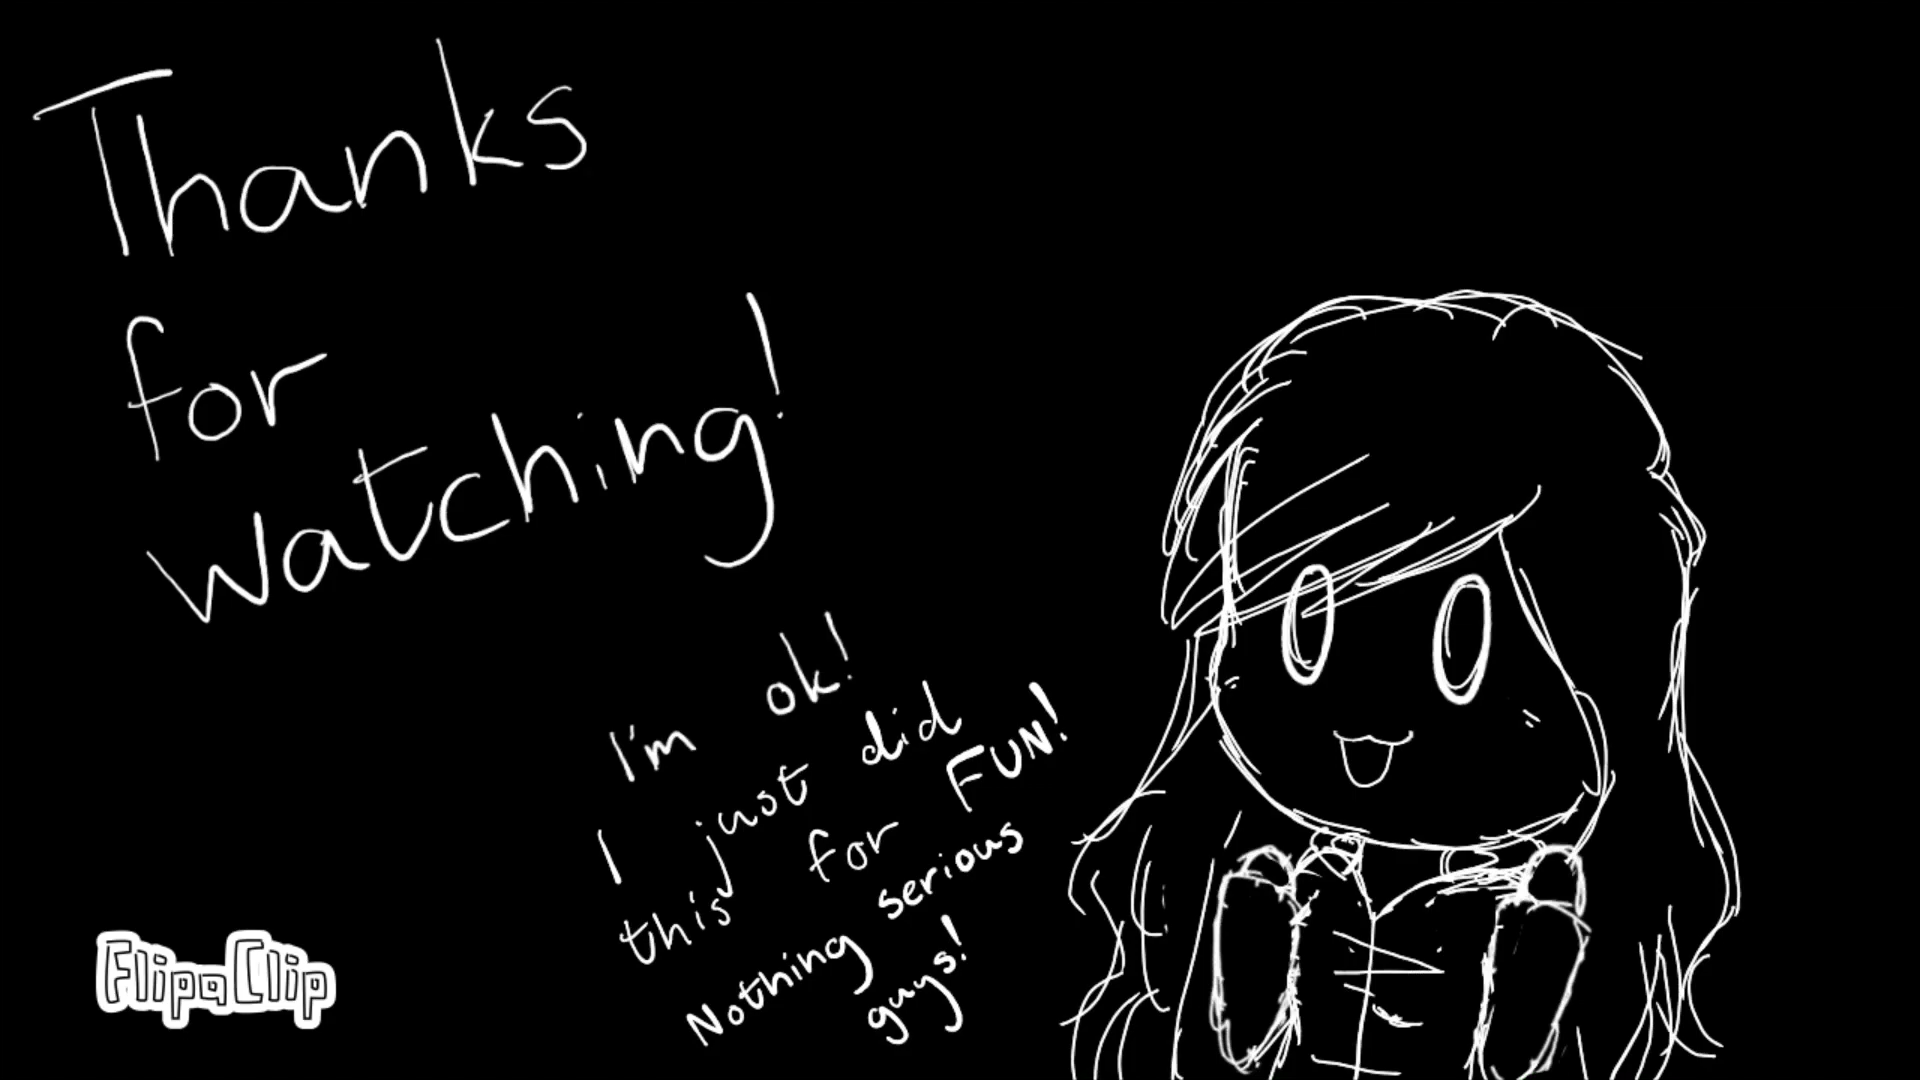 Thanks
for
watching!
I'm ok!
I just did
this for FUN!
Nothing serious
guys!
FlipaClip